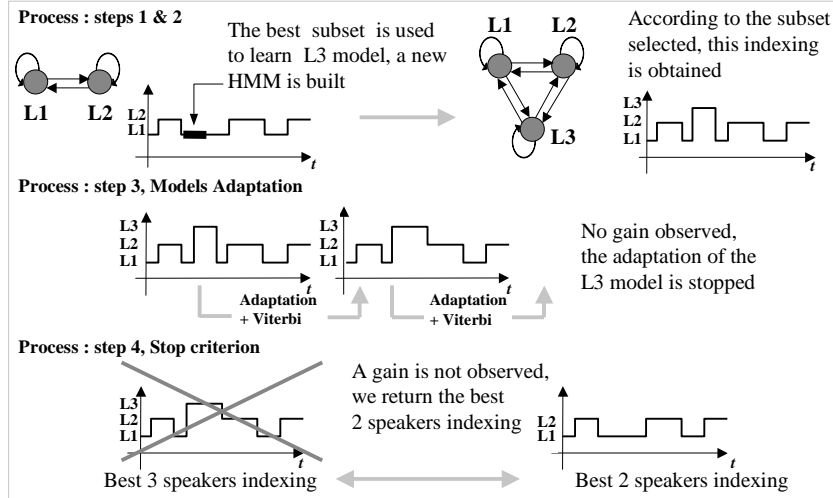 Process : steps 1 & 2
The best subset is used
to learn L3 model, a new
HMM is built
L1
L2
According to the subset
selected, this indexing
is obtained
L1
L2
L3
L2
L1
t
L3
L2
L1
t
Process : step 3, Models Adaptation
L3
L2
L1
t
L3
L2
L1
t
No gain observed,
the adaptation of the
L3 model is stopped
Adaptation
+ Viterbi
Adaptation
+ Viterbi
Process : step 4, Stop criterion
A gain is not observed,
we return the best
2 speakers indexing
L3
L2
L1
t
L2
L1
t
Best 3 speakers indexing
Best 2 speakers indexing